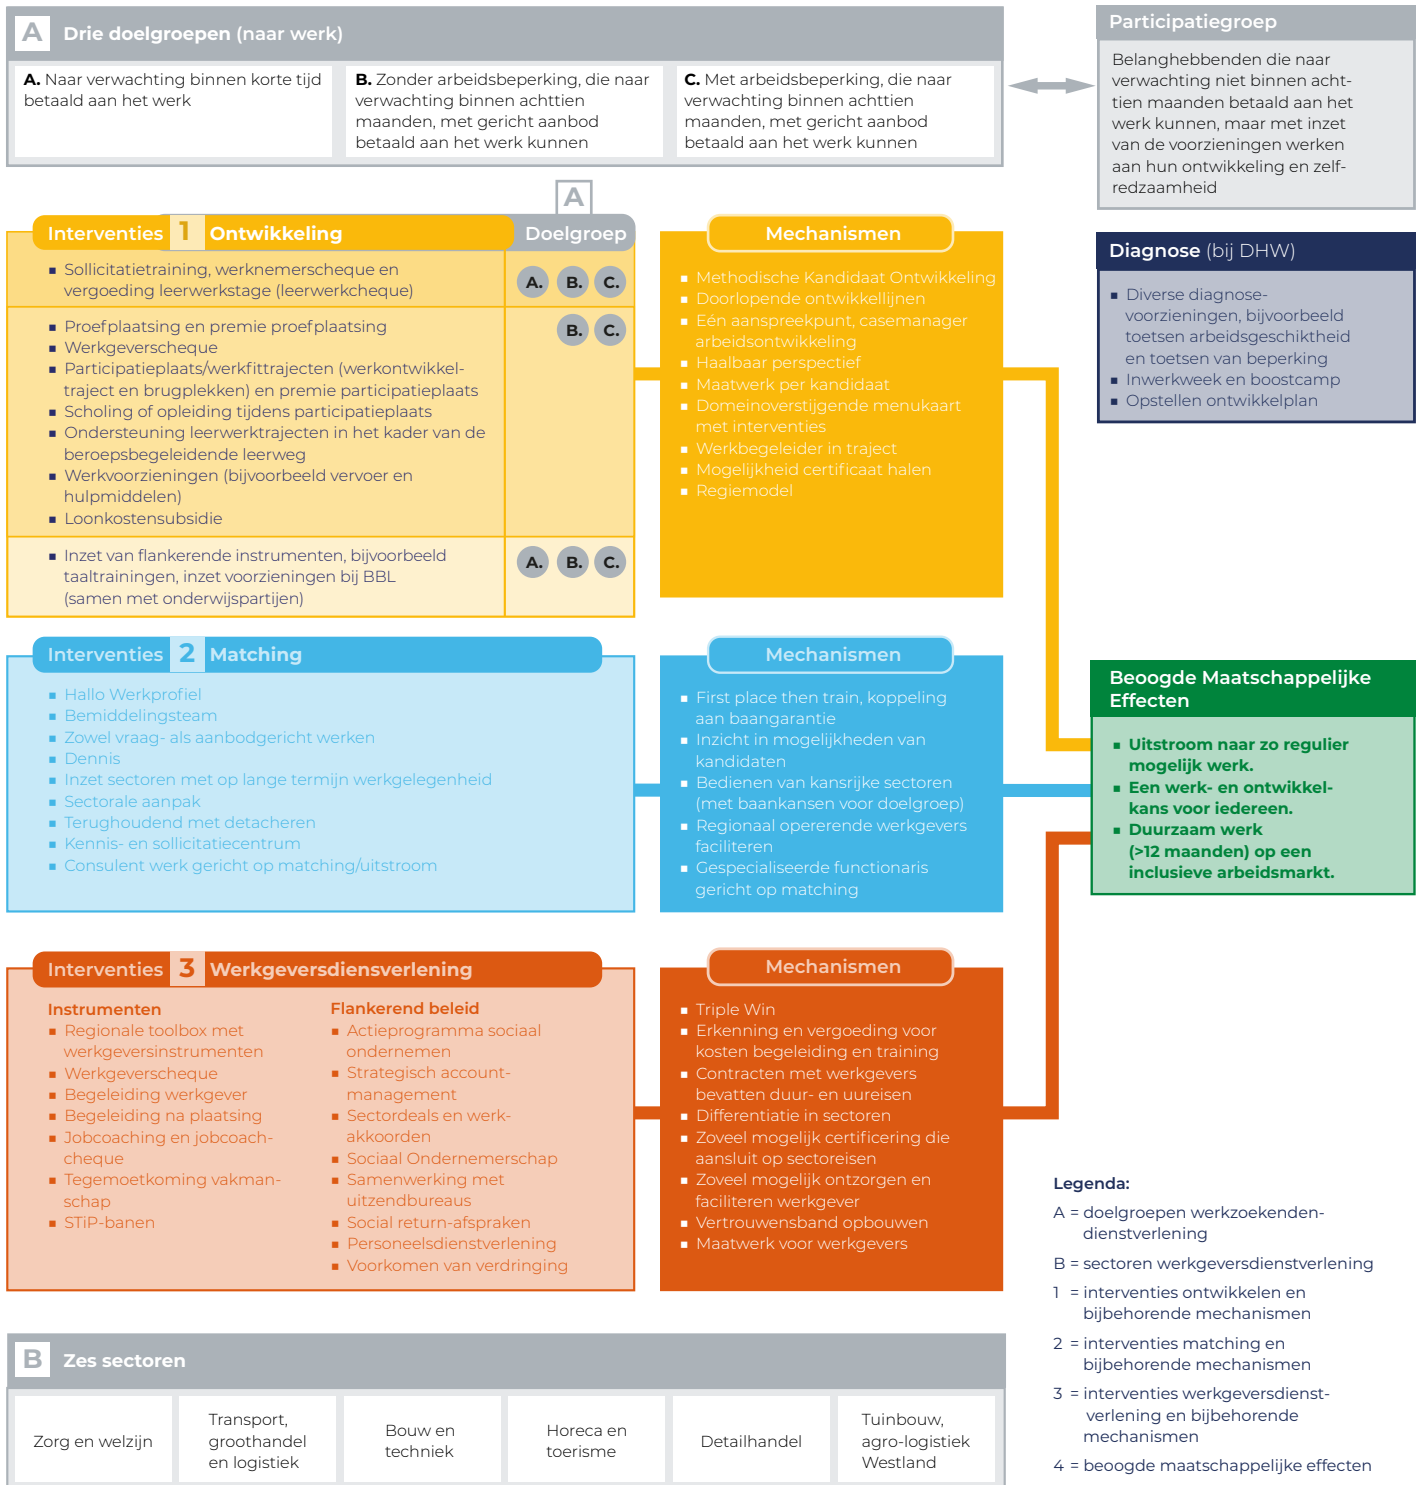 A Drie doelgroepen (naar werk)
A. Naar verwachting binnen korte tijd
betaald aan het werk
B. Zonder arbeidsbeperking, die naar
verwachting binnen achttien
maanden, met gericht aanbod
betaald aan het werk kunnen
C. Met arbeidsbeperking, die naar
verwachting binnen achttien
maanden, met gericht aanbod
betaald aan het werk kunnen
Participatiegroep
Belanghebbenden die naar
verwachting niet binnen acht-
tien maanden betaald aan het
werk kunnen, maar met inzet
van de voorzieningen werken
aan hun ontwikkeling en zelf-
redzaamheid
Diagnose (bij DHW)
▪ Diverse diagnose-
voorzieningen, bijvoorbeeld
toetsen arbeidsgeschiktheid
en toetsen van beperking
▪ Inwerkweek en boostcamp
▪ Opstellen ontwikkelplan
A
Interventies 1 Ontwikkeling
Doelgroep
▪ Sollicitatietraining, werknemerscheque en
vergoeding leerwerkstage (leerwerkcheque)
A. B. C.
▪ Proefplaatsing en premie proefplaatsing
▪ Werkgeverscheque
▪ Participatieplaats/werkfittrajecten (werkontwikkel-
traject en brugplekken) en premie participatieplaats
▪ Scholing of opleiding tijdens participatieplaats
▪ Ondersteuning leerwerktrajecten in het kader van de
beroepsbegeleidende leerweg
▪ Werkvoorzieningen (bijvoorbeeld vervoer en
hulpmiddelen)
▪ Loonkostensubsidie
B. C.
▪ Inzet van flankerende instrumenten, bijvoorbeeld
taaltrainingen, inzet voorzieningen bij BBL
(samen met onderwijspartijen)
A. B. C.
Mechanismen
▪ Methodische Kandidaat Ontwikkeling
▪ Doorlopende ontwikkellijnen
▪ Eén aanspreekpunt, casemanager
arbeidsontwikkeling
▪ Haalbaar perspectief
▪ Maatwerk per kandidaat
▪ Domeinoverstijgende menukaart
met interventies
▪ Werkbegeleider in traject
▪ Mogelijkheid certificaat halen
▪ Regiemodel
Interventies 2 Matching
▪ Hallo Werkprofiel
▪ Bemiddelingsteam
▪ Zowel vraag- als aanbodgericht werken
▪ Dennis
▪ Inzet sectoren met op lange termijn werkgelegenheid
▪ Sectorale aanpak
▪ Terughoudend met detacheren
▪ Kennis- en sollicitatiecentrum
▪ Consulent werk gericht op matching/uitstroom
Mechanismen
▪ First place then train, koppeling
aan baangarantie
▪ Inzicht in mogelijkheden van
kandidaten
▪ Bedienen van kansrijke sectoren
(met baankansen voor doelgroep)
▪ Regionaal opererende werkgevers
faciliteren
▪ Gespecialiseerde functionaris
gericht op matching
Beoogde Maatschappelijke
Effecten
▪ Uitstroom naar zo regulier
mogelijk werk.
▪ Een werk- en ontwikkel-
kans voor iedereen.
▪ Duurzaam werk
(>12 maanden) op een
inclusieve arbeidsmarkt.
Interventies 3 Werkgeversdiensverlening
Instrumenten
▪ Regionale toolbox met
werkgeversinstrumenten
▪ Werkgeverscheque
▪ Begeleiding werkgever
▪ Begeleiding na plaatsing
▪ Jobcoaching en jobcoach-
cheque
▪ Tegemoetkoming vakman-
schap
▪ STiP-banen
Flankerend beleid
▪ Actieprogramma sociaal
ondernemen
▪ Strategisch account-
management
▪ Sectordeals en werk-
akkoorden
▪ Sociaal Ondernemerschap
▪ Samenwerking met
uitzendbureaus
▪ Social return-afspraken
▪ Personeelsdienstverlening
▪ Voorkomen van verdringing
Mechanismen
▪ Triple Win
▪ Erkenning en vergoeding voor
kosten begeleiding en training
▪ Contracten met werkgevers
bevatten duur- en uureisen
▪ Differentiatie in sectoren
▪ Zoveel mogelijk certificering die
aansluit op sectoreisen
▪ Zoveel mogelijk ontzorgen en
faciliteren werkgever
▪ Vertrouwensband opbouwen
▪ Maatwerk voor werkgevers
Legenda:
A = doelgroepen werkzoekenden-
dienstverlening
B = sectoren werkgeversdienstverlening
1 = interventies ontwikkelen en
bijbehorende mechanismen
2 = interventies matching en
bijbehorende mechanismen
3 = interventies werkgeversdienst-
verlening en bijbehorende
mechanismen
4 = beoogde maatschappelijke effecten
B Zes sectoren
Zorg en welzijn
Transport,
groothandel
en logistiek
Bouw en
techniek
Horeca en
toerisme
Detailhandel
Tuinbouw,
agro-logistiek
Westland